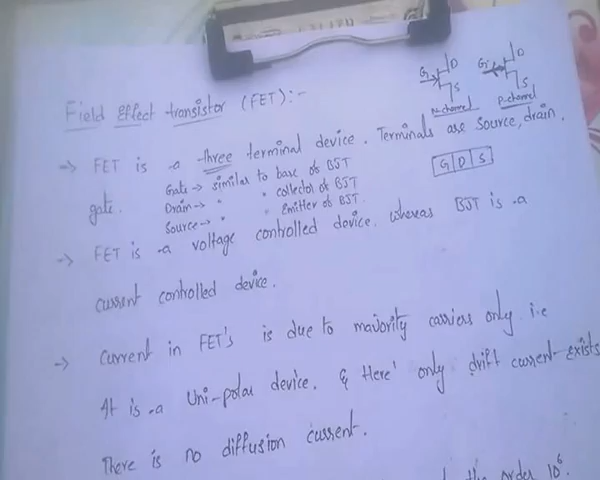 G D
S
N-channel
G D
S
P-channel
Field effect transistor (FET):-
-> FET is a three terminal device. Terminals are source, drain,
gate.
Gate -> similar to base of BJT
Drain -> " " collector of BJT
Source -> " " Emitter of BJT.
G D S
-> FET is a voltage controlled device. whereas BJT is a
current controlled device.
-> current in FET's is due to majority carriers only i.e
It is a Uni-polar device. & Here' only drift current exists
There is no diffusion current.
the order 10⁶.